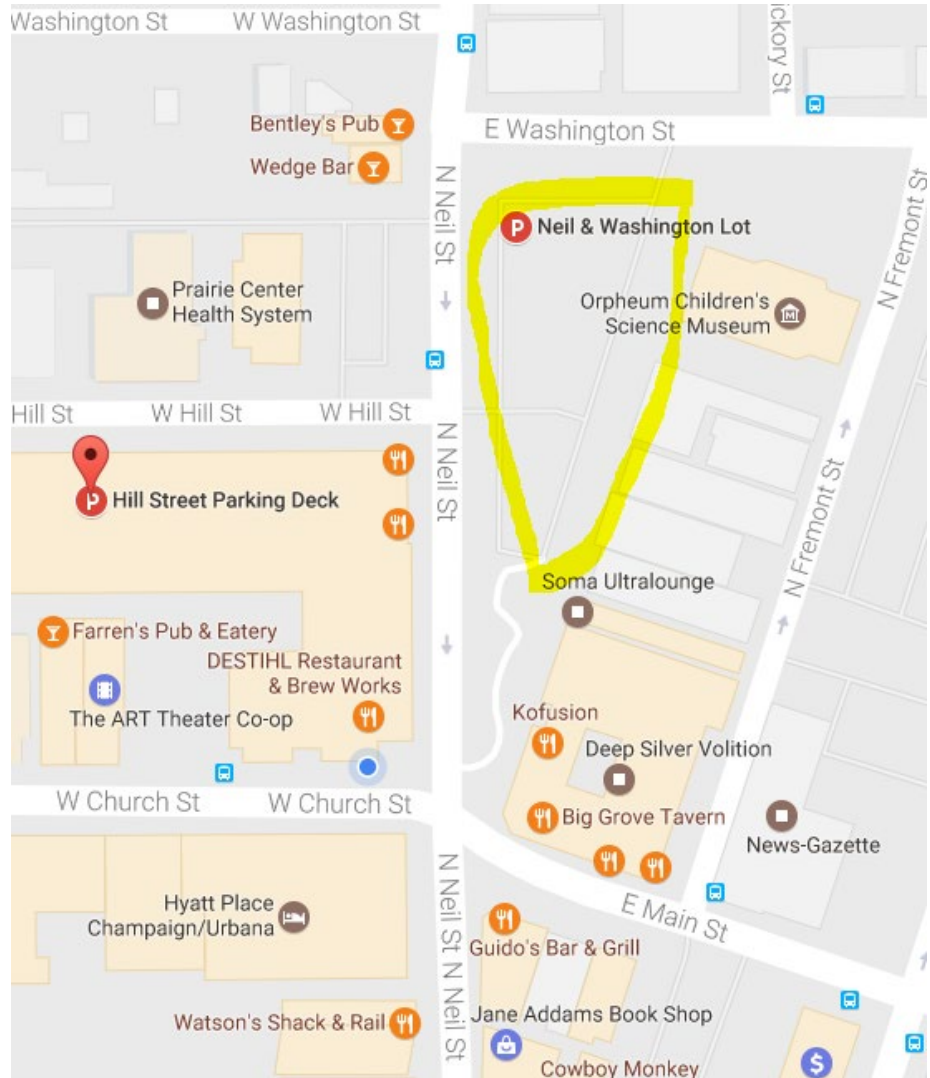 Washington St
W Washington St
Hickory St
Bentley's Pub
E Washington St
Wedge Bar
N Neil St
N Fremont St
P Neil & Washington Lot
Prairie Center
Health System
Orpheum Children's
Science Museum
M
Hill St
W Hill St
W Hill St
N Neil St
P Hill Street Parking Deck
N Fremont St
Soma Ultralounge
Farren's Pub & Eatery
DESTIHL Restaurant
& Brew Works
The ART Theater Co-op
Kofusion
Deep Silver Volition
W Church St
W Church St
Big Grove Tavern
News-Gazette
Hyatt Place
Champaign/Urbana
N Neil St
E Main St
Guido's Bar & Grill
N Neil St
Watson's Shack & Rail
Jane Addams Book Shop
Cowboy Monkey
$